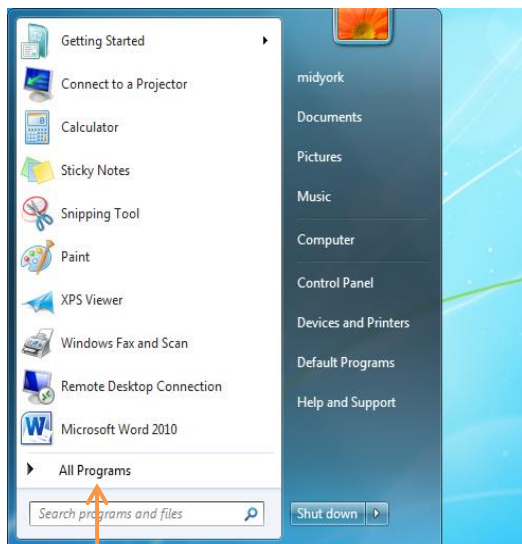 Getting Started
Connect to a Projector
Calculator
Sticky Notes
Snipping Tool
Paint
XPS Viewer
Windows Fax and Scan
Remote Desktop Connection
Microsoft Word 2010
All Programs
Search programs and files
midyork
Documents
Pictures
Music
Computer
Control Panel
Devices and Printers
Default Programs
Help and Support
Shut down